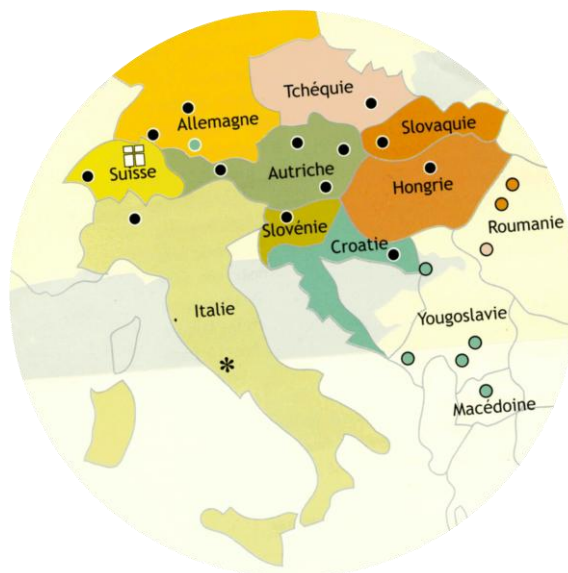 Tchéquie
Allemagne
Slovaquie
Suisse
Autriche
Hongrie
Slovénie
Roumanie
Croatie
Italie
Yougoslavie
Macédoine